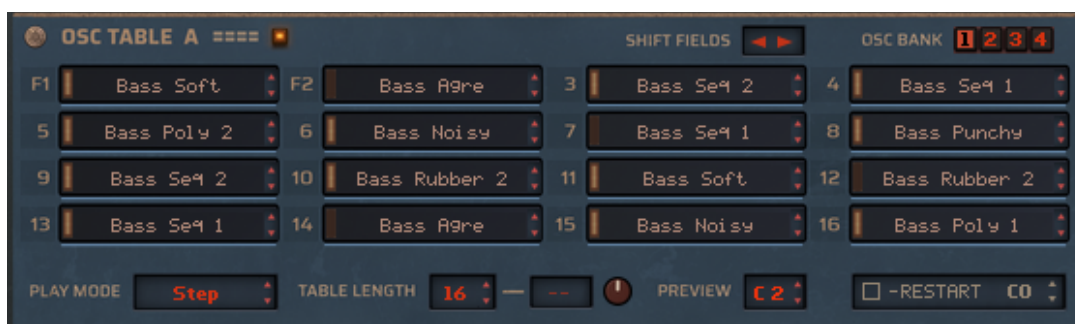 OSC TABLE A ==== SHIFT FIELDS OSC BANK 1 2 3 4
F1 Bass Soft F2 Bass Agre 3 Bass Seq 2 4 Bass Seq 1
5 Bass Poly 2 6 Bass Noisy 7 Bass Seq 1 8 Bass Punchy
9 Bass Seq 2 10 Bass Rubber 2 11 Bass Soft 12 Bass Rubber 2
13 Bass Seq 1 14 Bass Agre 15 Bass Noisy 16 Bass Poly 1
PLAY MODE Step TABLE LENGTH 16 — -- PREVIEW C 2 -RESTART C0